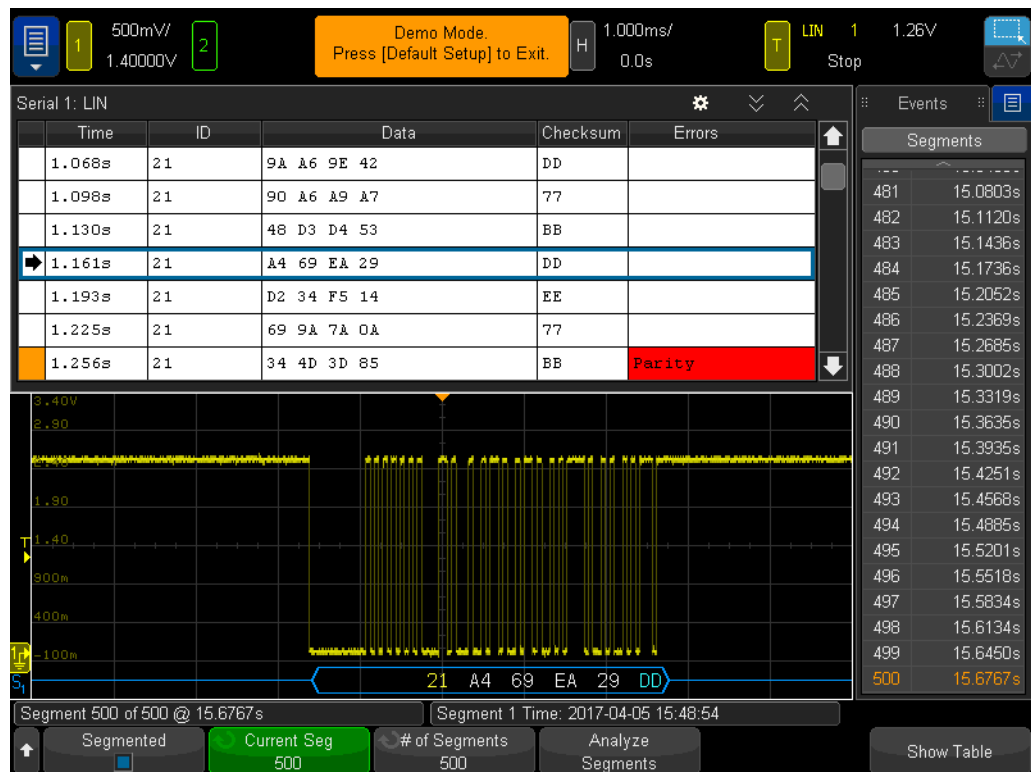 1 500mV/ 2 Demo Mode. H 1.000ms/ T LIN 1 1.26V
1.40000V Press [Default Setup] to Exit. 0.0s Stop
Serial 1: LIN
Time ID Data Checksum Errors
1.068s 21 9A A6 9E 42 DD
1.098s 21 90 A6 A9 A7 77
1.130s 21 48 D3 D4 53 BB
1.161s 21 A4 69 EA 29 DD
1.193s 21 D2 34 F5 14 EE
1.225s 21 69 9A 7A 0A 77
1.256s 21 34 4D 3D 85 BB Parity
Events
Segments
481 15.0803s
482 15.1120s
483 15.1436s
484 15.1736s
485 15.2052s
486 15.2369s
487 15.2685s
488 15.3002s
489 15.3319s
490 15.3635s
491 15.3935s
492 15.4251s
493 15.4568s
494 15.4885s
495 15.5201s
496 15.5518s
497 15.5834s
498 15.6134s
499 15.6450s
500 15.6767s
3.40V
2.90
1.90
T 1.40
900m
400m
1 -100m
S1 21 A4 69 EA 29 DD
Segment 500 of 500 @ 15.6767s Segment 1 Time: 2017-04-05 15:48:54
Segmented Current Seg # of Segments Analyze Show Table
500 500 Segments